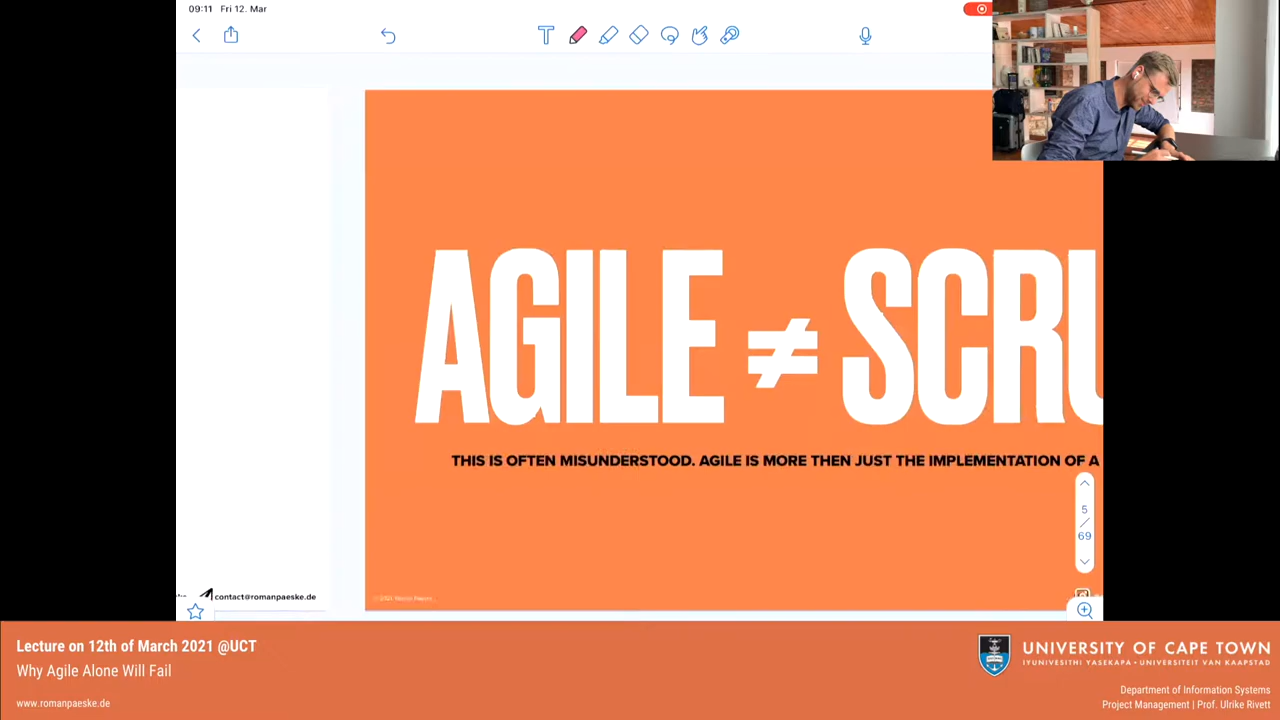 09:11 Fri 12. Mar
AGILE ≠ SCRU
THIS IS OFTEN MISUNDERSTOOD. AGILE IS MORE THEN JUST THE IMPLEMENTATION OF A
5
/
69
contact@romanpaeske.de
© 2021, Roman Paeske
Lecture on 12th of March 2021 @UCT
Why Agile Alone Will Fail
www.romanpaeske.de
UNIVERSITY OF CAPE TOWN
IYUNIVESITHI YASEKAPA • UNIVERSITEIT VAN KAAPSTAD
Department of Information Systems
Project Management | Prof. Ulrike Rivett